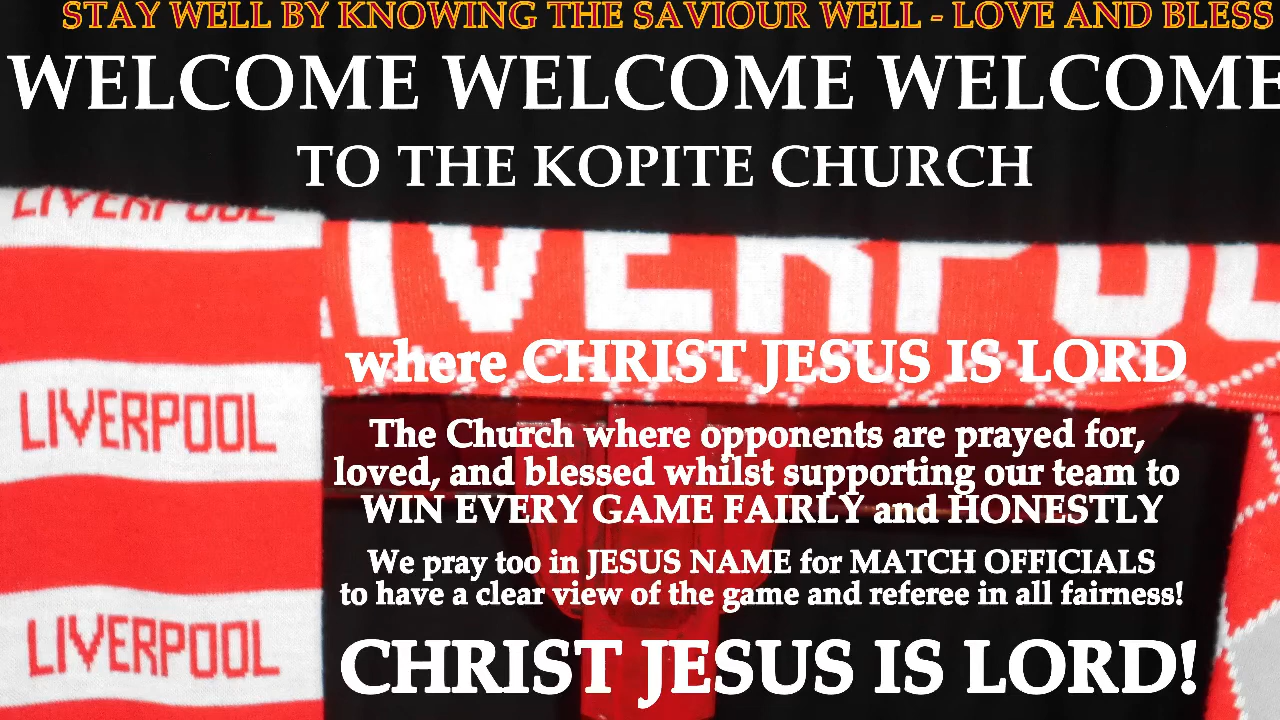 STAY WELL BY KNOWING THE SAVIOUR WELL - LOVE AND BLESS
WELCOME WELCOME WELCOME
TO THE KOPITE CHURCH
LIVERPOOL
LIVERPOO
where CHRIST JESUS IS LORD
LIVERPOOL
The Church where opponents are prayed for,
loved, and blessed whilst supporting our team to
WIN EVERY GAME FAIRLY and HONESTLY
We pray too in JESUS NAME for MATCH OFFICIALS
to have a clear view of the game and referee in all fairness!
LIVERPOOL
CHRIST JESUS IS LORD!